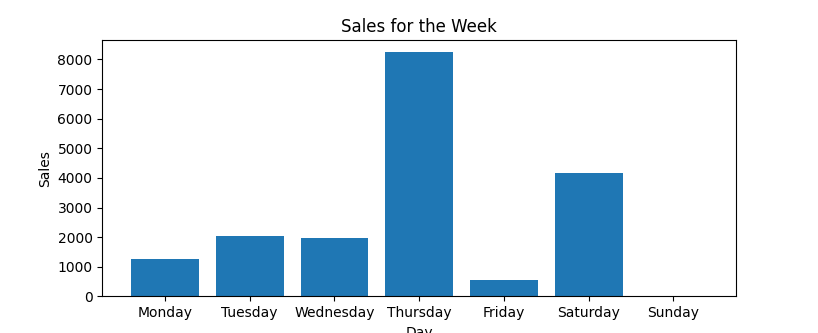 Sales for the Week
Sales
8000
7000
6000
5000
4000
3000
2000
1000
0
Monday Tuesday Wednesday Thursday Friday Saturday Sunday
Day